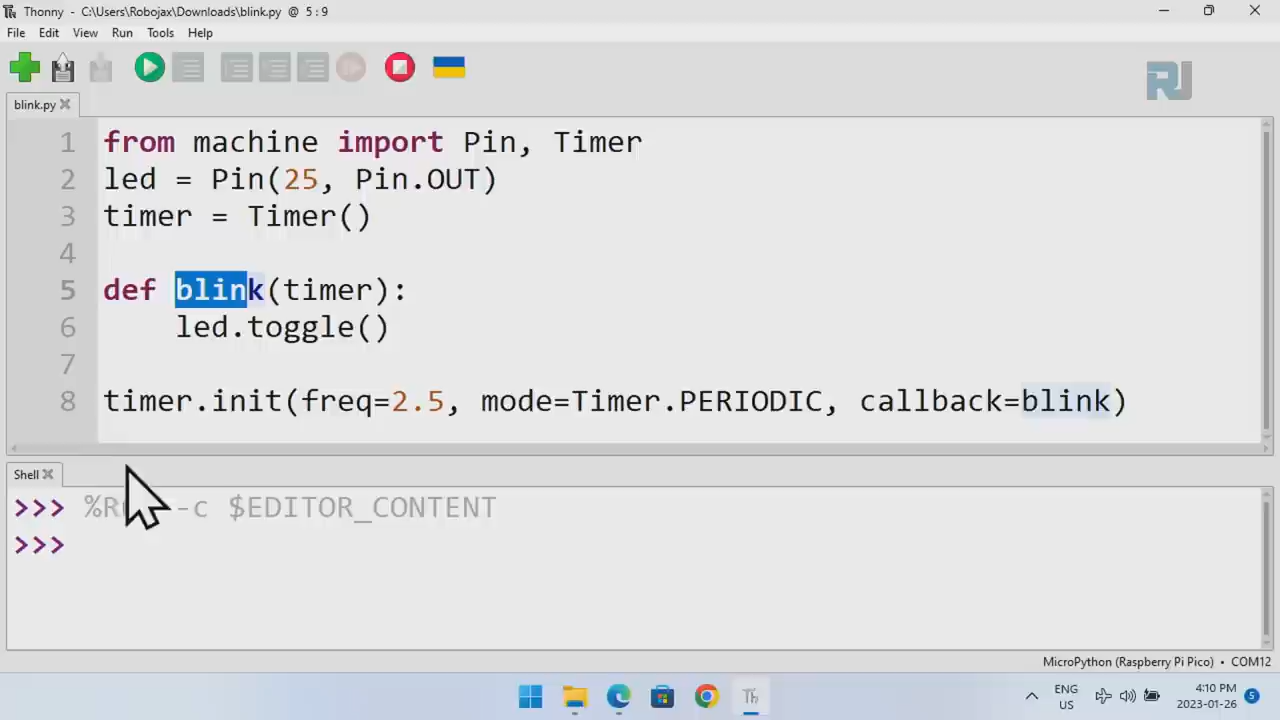 Thonny - C:\Users\Robojax\Downloads\blink.py @ 5:9
File Edit View Run Tools Help
RJ
blink.py
1 from machine import Pin, Timer
2 led = Pin(25, Pin.OUT)
3 timer = Timer()
4
5 def blink(timer):
6 led.toggle()
7
8 timer.init(freq=2.5, mode=Timer.PERIODIC, callback=blink)
Shell
>>> -c $EDITOR_CONTENT
>>>
MicroPython (Raspberry Pi Pico) • COM12
Th
ENG
US
4:10 PM
2023-01-26
5